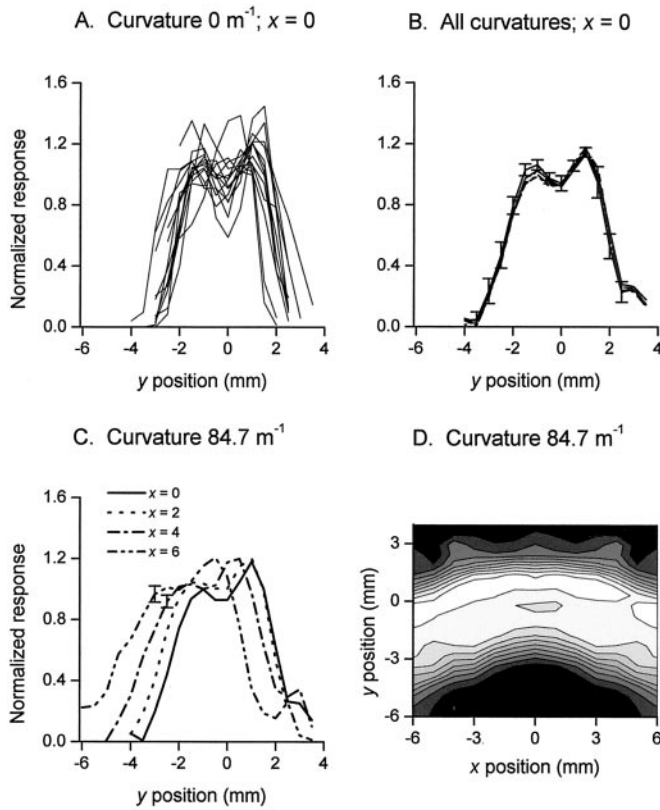 A. Curvature 0 m⁻¹; x = 0
B. All curvatures; x = 0
Normalized response
1.6
1.2
0.8
0.4
0.0
-6 -4 -2 0 2 4
y position (mm)
1.6
1.2
0.8
0.4
0.0
-6 -4 -2 0 2 4
y position (mm)
C. Curvature 84.7 m⁻¹
D. Curvature 84.7 m⁻¹
Normalized response
1.6
1.2
0.8
0.4
0.0
x = 0
x = 2
x = 4
x = 6
-6 -4 -2 0 2 4
y position (mm)
y position (mm)
3
0
-3
-6
-6 -3 0 3 6
x position (mm)